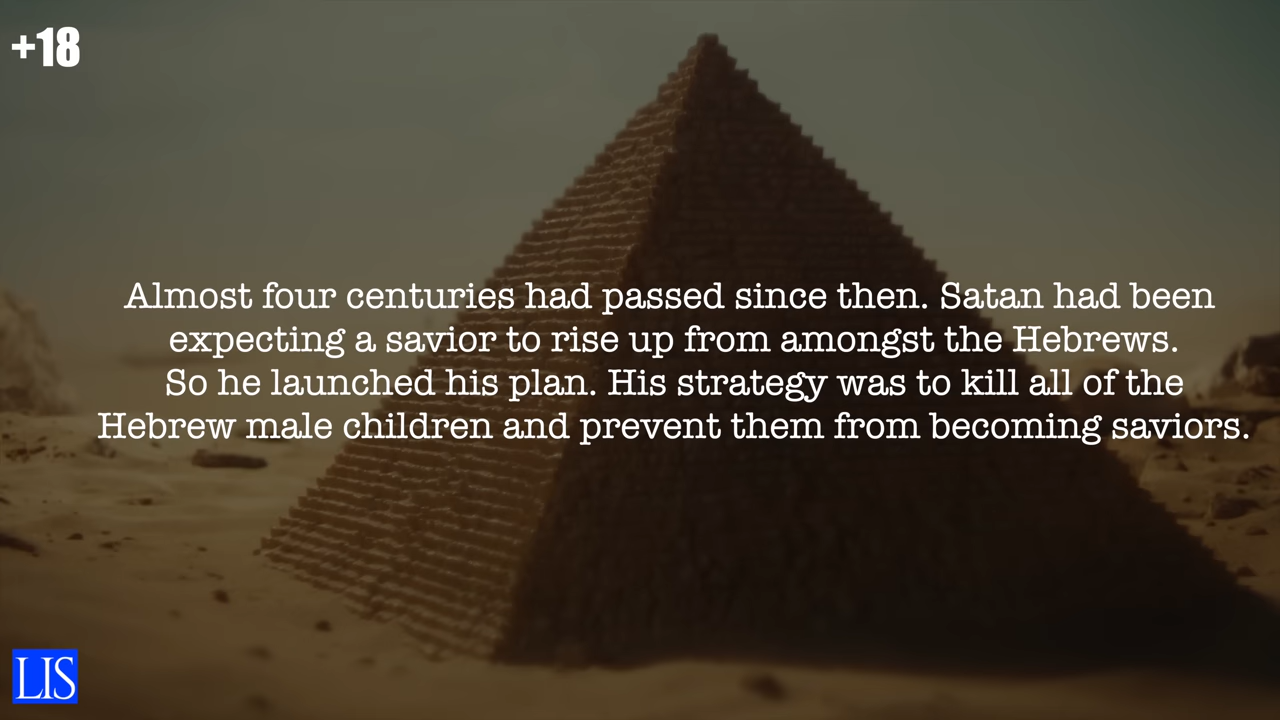 +18
Almost four centuries had passed since then. Satan had been
expecting a savior to rise up from amongst the Hebrews.
So he launched his plan. His strategy was to kill all of the
Hebrew male children and prevent them from becoming saviors.
LIS